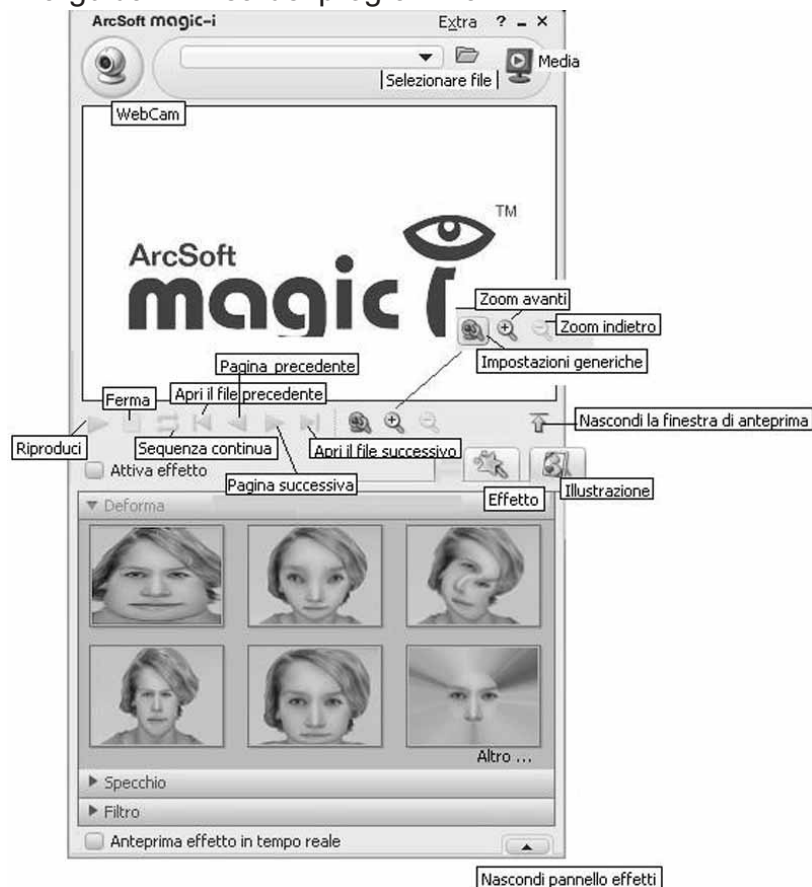 ArcSoft magic-i
Extra ? – ×
Media
Selezionare file
WebCam
TM
ArcSoft
magic i
Zoom avanti
Zoom indietro
Impostazioni generiche
Pagina precedente
Apri il file precedente
Ferma
Nascondi la finestra di anteprima
Riproduci
Sequenza continua
Apri il file successivo
Attiva effetto
Pagina successiva
Effetto
Illustrazione
Deforma
Altro ...
Specchio
Filtro
Anteprima effetto in tempo reale
Nascondi pannello effetti